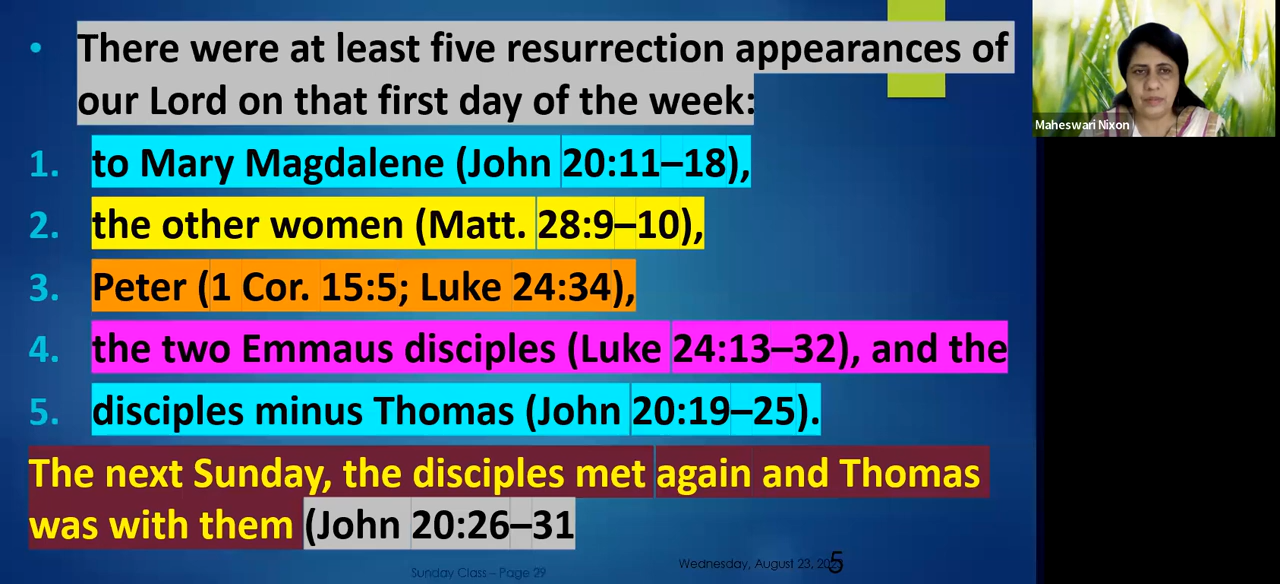 • There were at least five resurrection appearances of
our Lord on that first day of the week:
1. to Mary Magdalene (John 20:11–18),
2. the other women (Matt. 28:9–10),
3. Peter (1 Cor. 15:5; Luke 24:34),
4. the two Emmaus disciples (Luke 24:13–32), and the
5. disciples minus Thomas (John 20:19–25).
The next Sunday, the disciples met again and Thomas
was with them (John 20:26–31
Sunday Class – Page 29
Wednesday, August 23,
5
Maheswari Nixon